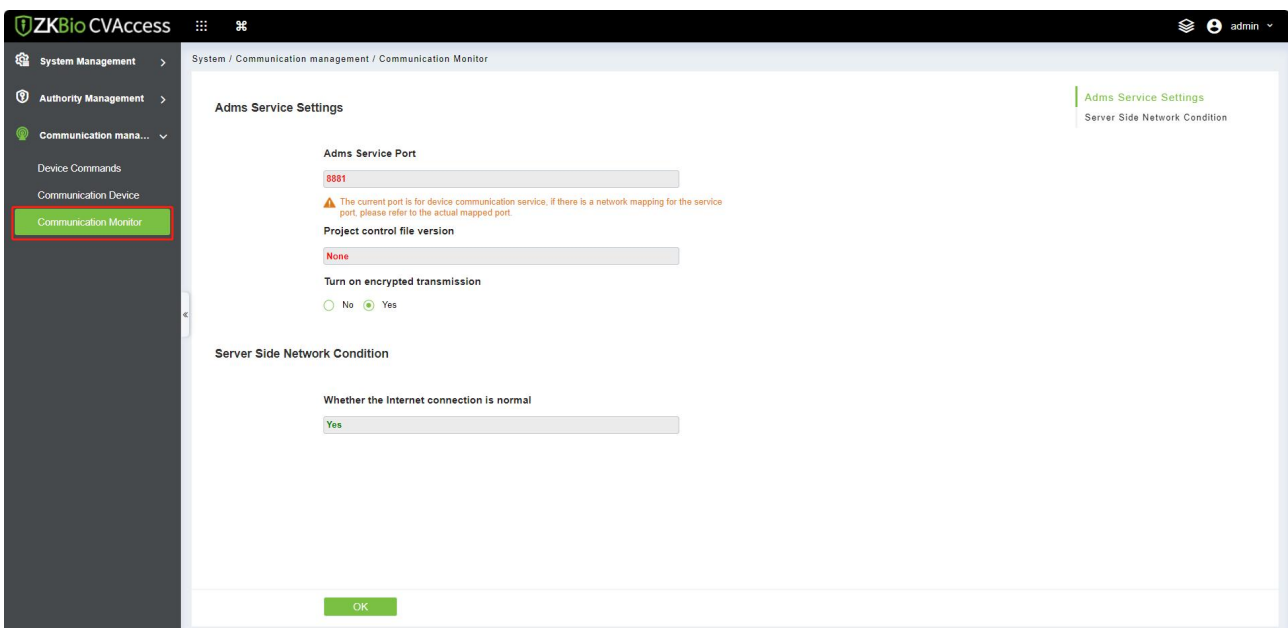 ZKBio CVAccess
admin
System Management
Authority Management
Communication mana...
Device Commands
Communication Device
Communication Monitor
System / Communication management / Communication Monitor
Adms Service Settings
Adms Service Port
8881
The current port is for device communication service, if there is a network mapping for the service
port, please refer to the actual mapped port.
Project control file version
None
Turn on encrypted transmission
No Yes
Server Side Network Condition
Whether the Internet connection is normal
Yes
OK
Adms Service Settings
Server Side Network Condition